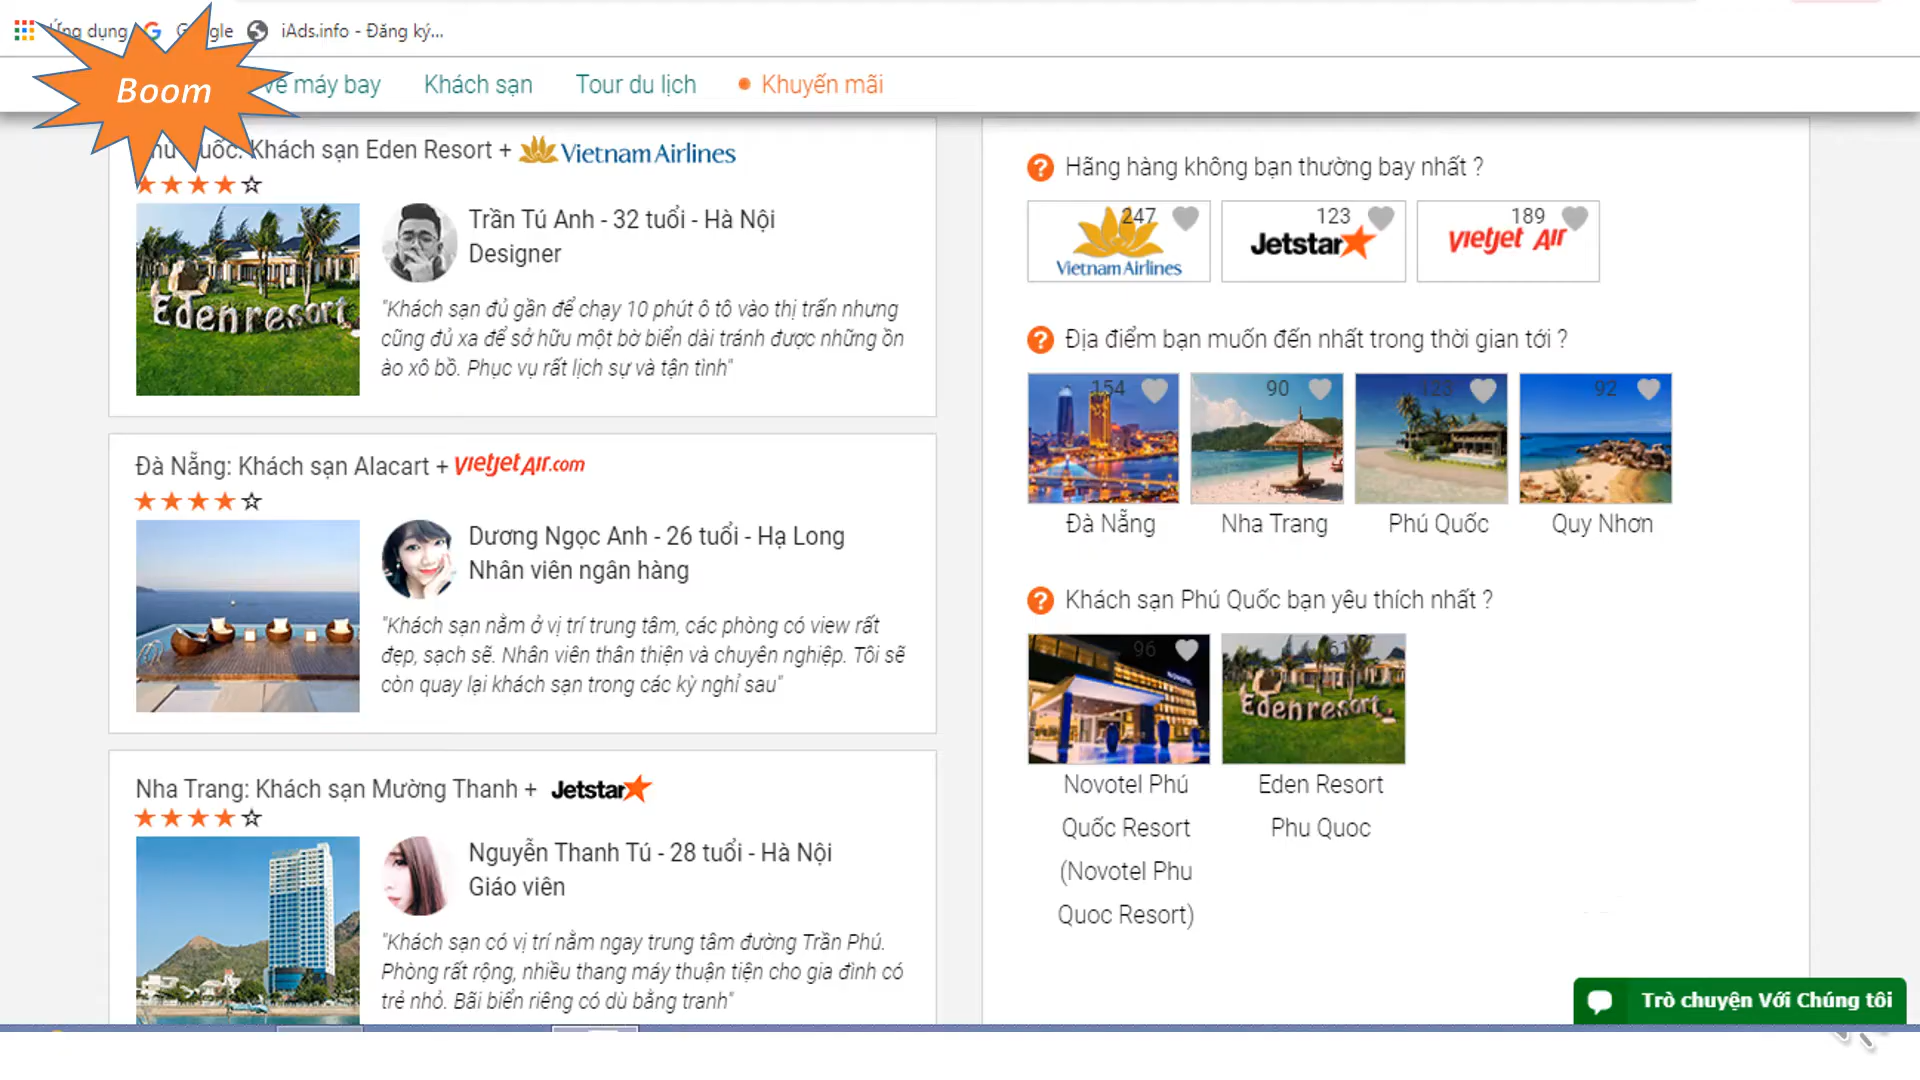 Ứng dụng
Google
iAds.info - Đăng ký...
Boom
Vé máy bay
Khách sạn
Tour du lịch
Khuyến mãi
Khách sạn Eden Resort + Vietnam Airlines
Trần Tú Anh - 32 tuổi - Hà Nội
Designer
Edenresort
"Khách sạn đủ gần để chạy 10 phút ô tô vào thị trấn nhưng
cũng đủ xa để sở hữu một bờ biển dài tránh được những ồn
ào xô bồ. Phục vụ rất lịch sự và tận tình"
Đà Nẵng: Khách sạn Alacart + vietjetAir.com
Dương Ngọc Anh - 26 tuổi - Hạ Long
Nhân viên ngân hàng
"Khách sạn nằm ở vị trí trung tâm, các phòng có view rất
đẹp, sạch sẽ. Nhân viên thân thiện và chuyên nghiệp. Tôi sẽ
còn quay lại khách sạn trong các kỳ nghỉ sau"
Nha Trang: Khách sạn Mường Thanh + Jetstar
Nguyễn Thanh Tú - 28 tuổi - Hà Nội
Giáo viên
"Khách sạn có vị trí nằm ngay trung tâm đường Trần Phú.
Phòng rất rộng, nhiều thang máy thuận tiện cho gia đình có
trẻ nhỏ. Bãi biển riêng có dù bằng tranh"
? Hãng hàng không bạn thường bay nhất ?
247
Vietnam Airlines
123
Jetstar
189
vietjet Air
? Địa điểm bạn muốn đến nhất trong thời gian tới ?
154
90
123
92
Đà Nẵng
Nha Trang
Phú Quốc
Quy Nhơn
? Khách sạn Phú Quốc bạn yêu thích nhất ?
96
NOVOTEL
Edenresort
Novotel Phú
Quốc Resort
(Novotel Phu
Quoc Resort)
Eden Resort
Phu Quoc
Trò chuyện Với Chúng tôi